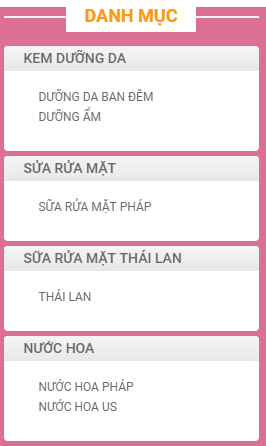 DANH MỤC
KEM DƯỠNG DA
DƯỠNG DA BAN ĐÊM
DƯỠNG ẨM
SỬA RỬA MẶT
SỮA RỬA MẶT PHÁP
SỮA RỬA MẶT THÁI LAN
THÁI LAN
NƯỚC HOA
NƯỚC HOA PHÁP
NƯỚC HOA US